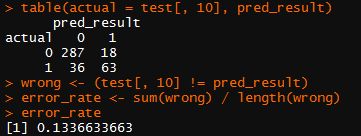 > table(actual = test[, 10], pred_result)
      pred_result
actual   0   1
     0 287  18
     1  36  63
> wrong <- (test[, 10] != pred_result)
> error_rate <- sum(wrong) / length(wrong)
> error_rate
[1] 0.1336633663